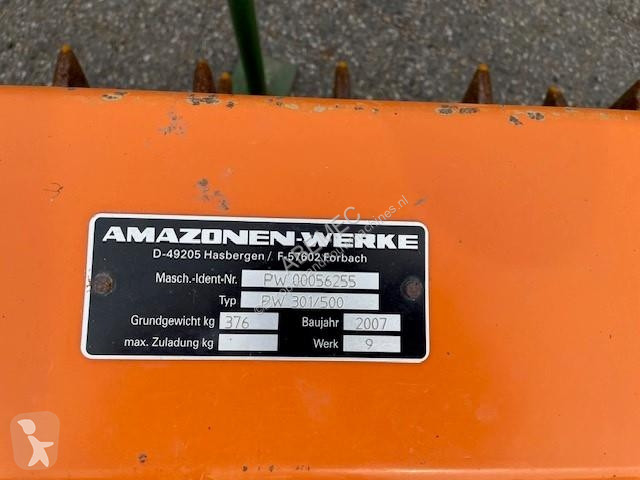 AMAZONEN-WERKE
D-49205 Hasbergen / F-57602 Forbach
Masch.-Ident-Nr. PW 00056255
Typ PW 301/500
Grundgewicht kg 376 Baujahr 2007
max. Zuladung kg Werk 9
ABEMEC